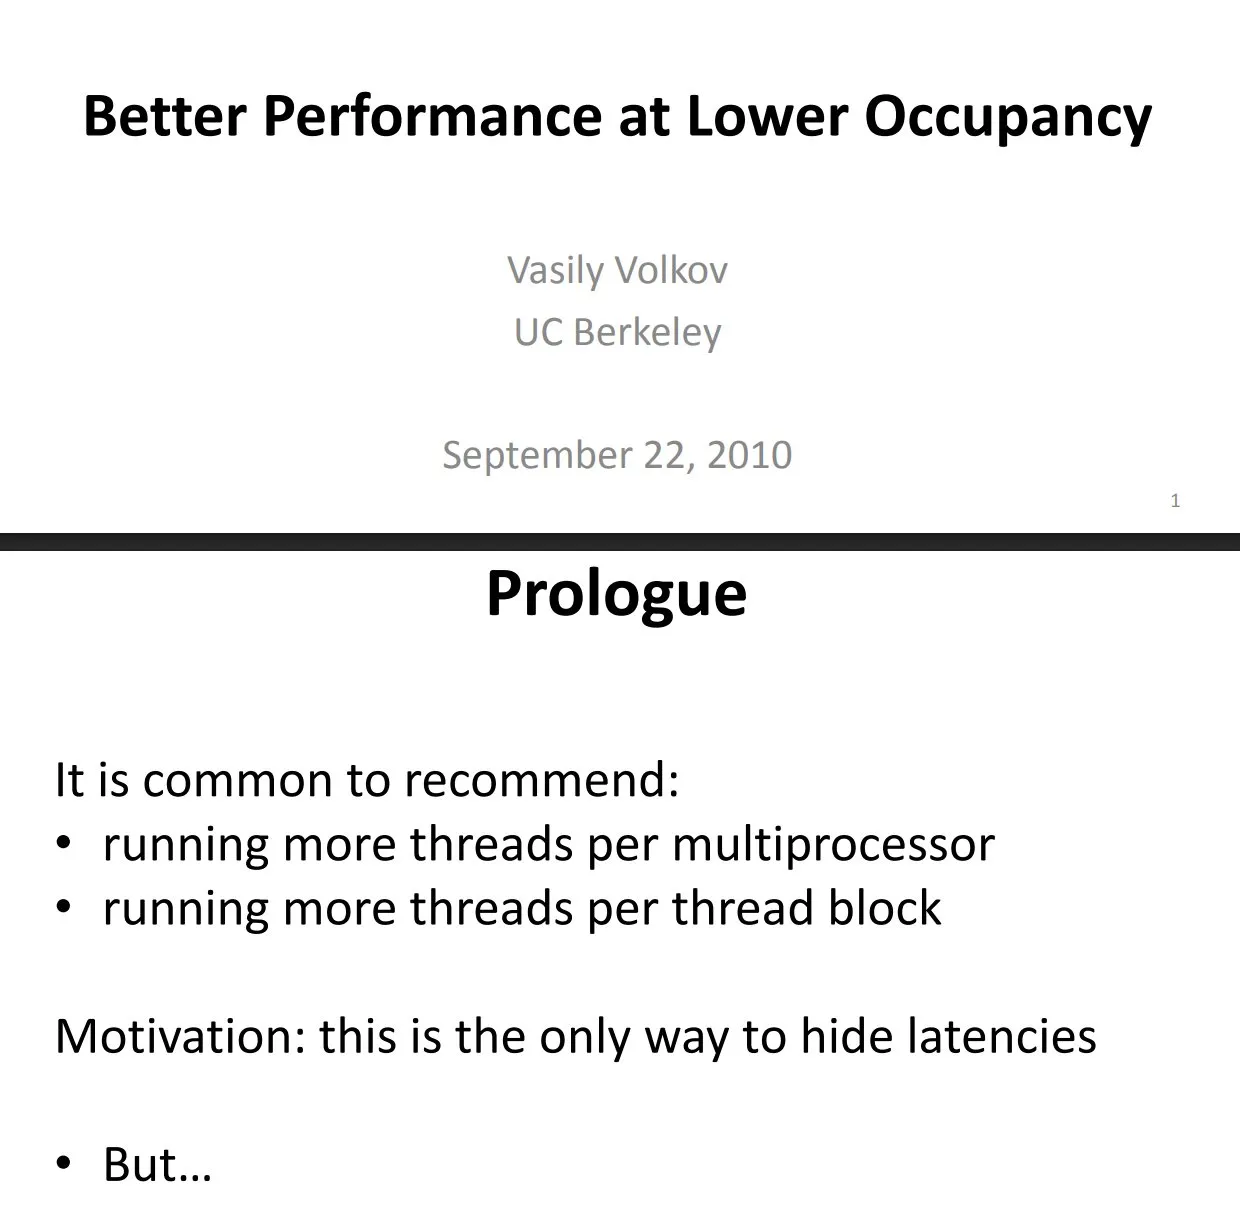 Better Performance at Lower Occupancy
Vasily Volkov
UC Berkeley
September 22, 2010
1
Prologue
It is common to recommend:
• running more threads per multiprocessor
• running more threads per thread block
Motivation: this is the only way to hide latencies
• But...